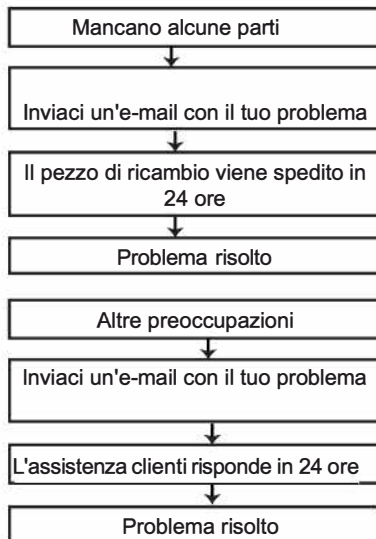 Mancano alcune parti
Inviaci un'e-mail con il tuo problema
Il pezzo di ricambio viene spedito in
24 ore
Problema risolto
Altre preoccupazioni
Inviaci un'e-mail con il tuo problema
L'assistenza clienti risponde in 24 ore
Problema risolto